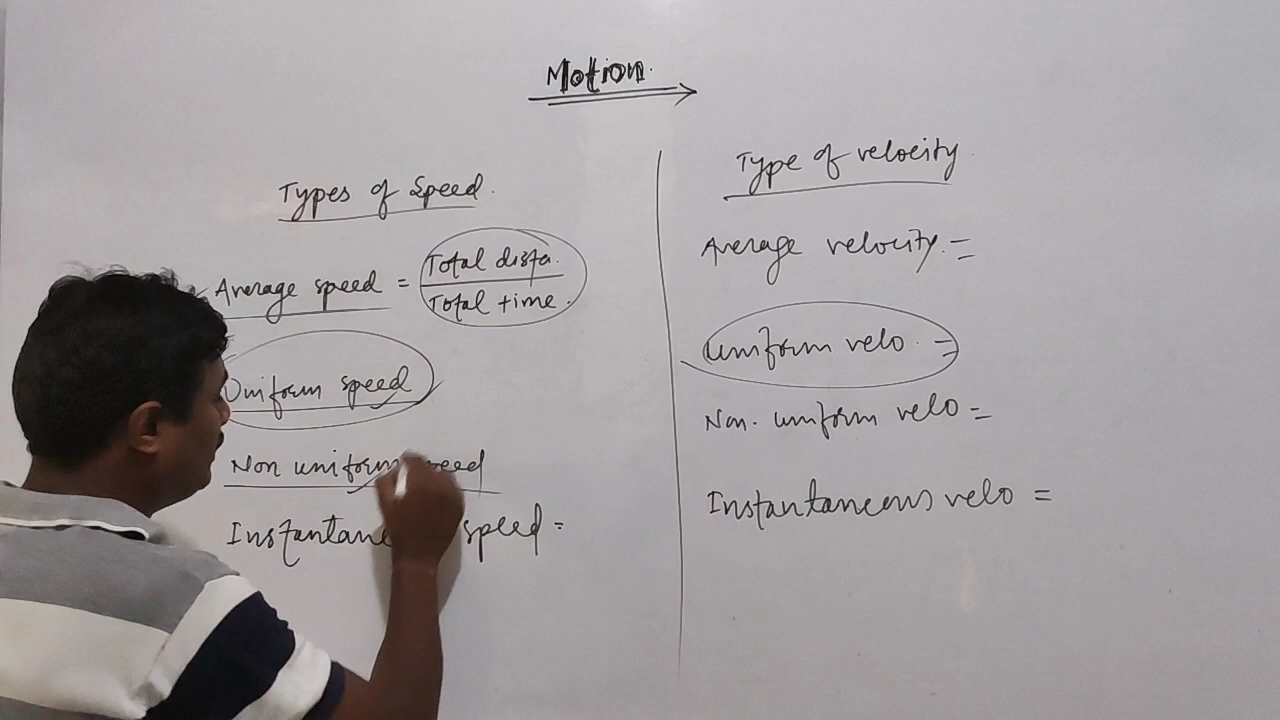 Motion.
Types of Speed.
Average speed = Total dista.
Total time.
Uniform speed
Non uniform speed
speed =
Type of velocity.
Average velocity. =
Uniform velo. =
Non. uniform velo =
Instantaneous velo =